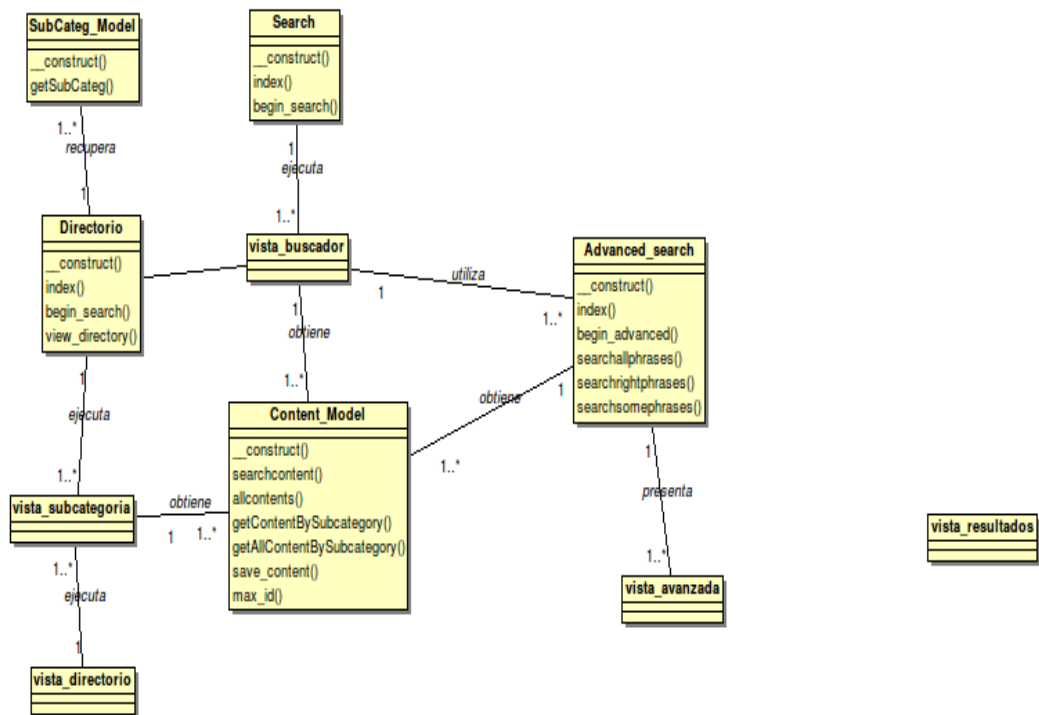 SubCateg_Model
__construct()
getSubCateg()
Search
__construct()
index()
begin_search()
1..*
recupera
1
1
ejecuta
1..*
Directorio
__construct()
index()
begin_search()
view_directory()
vista_buscador
1
utiliza
1..*
Advanced_search
__construct()
index()
begin_advanced()
searchallphrases()
searchrightphrases()
searchsomephrases()
1
obtiene
1..*
1
obtiene
1..*
1
ejecuta
1..*
Content_Model
__construct()
searchcontent()
allcontents()
getContentBySubcategory()
getAllContentBySubcategory()
save_content()
max_id()
1
presenta
1..*
vista_subcategoria
obtiene
1
1..*
vista_resultados
vista_avanzada
1..*
ejecuta
1
vista_directorio